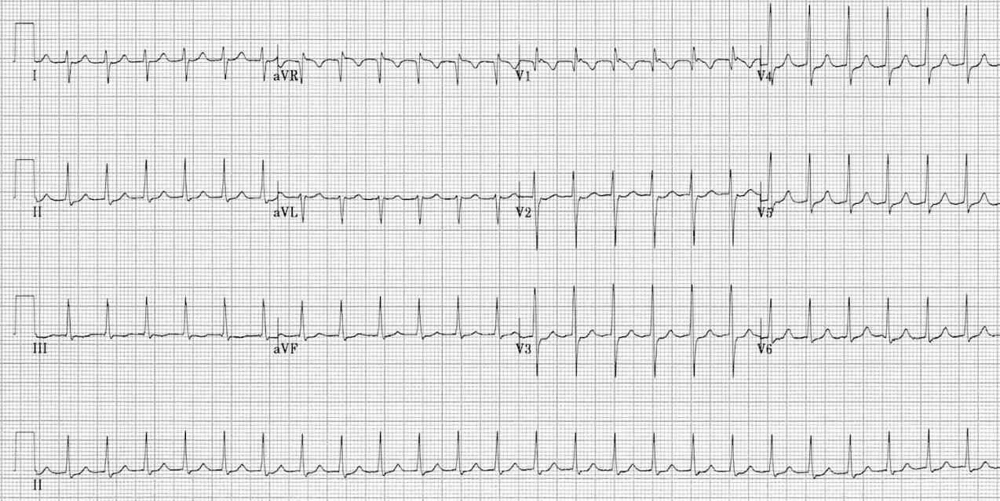 I aVR V1 V4
II aVL V2 V5
III aVF V3 V6
II